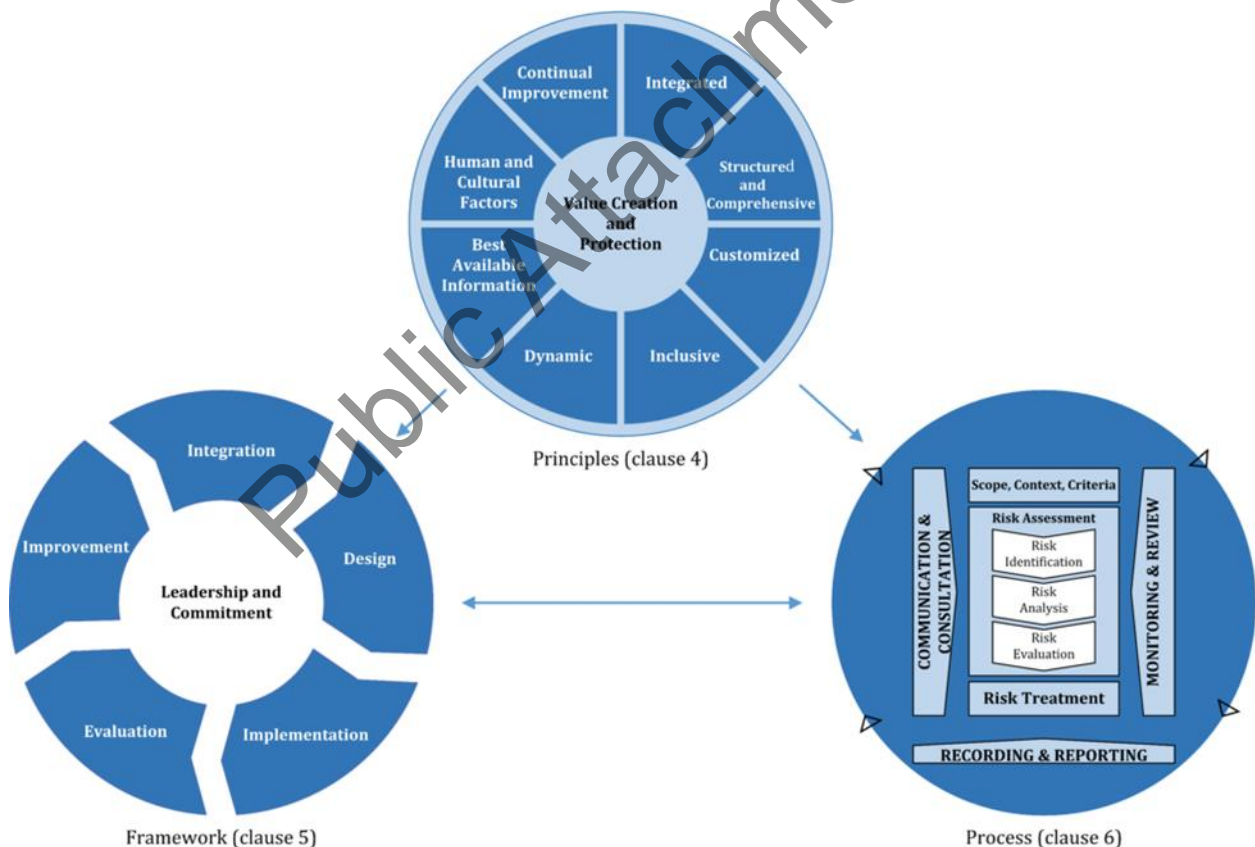 Continual
Improvement
Integrated
Human and
Cultural
Factors
Structured
and
Comprehensive
Value Creation
and
Protection
Best
Available
Information
Customized
Dynamic
Inclusive
Principles (clause 4)
Integration
Improvement
Design
Leadership and
Commitment
Evaluation
Implementation
Framework (clause 5)
Scope, Context, Criteria
Risk Assessment
Risk
Identification
Risk
Analysis
Risk
Evaluation
Risk Treatment
COMMUNICATION &
CONSULTATION
MONITORING & REVIEW
RECORDING & REPORTING
Process (clause 6)
Public Attachm